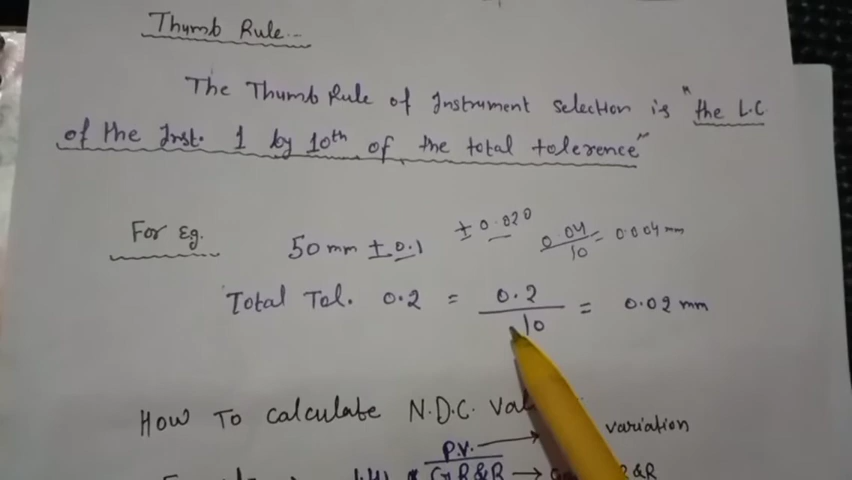 Thumb Rule...
The Thumb Rule of Instrument selection is "the L.C
of the Inst. 1 by 10th of the total tolerence"
For Eg. 50 mm ± 0.1 ± 0.020 0.04/10 = 0.004 mm
Total Tol. 0.2 = 0.2/10 = 0.02 mm
How To calculate N.D.C. Val
P.V. variation
G R&R R&R